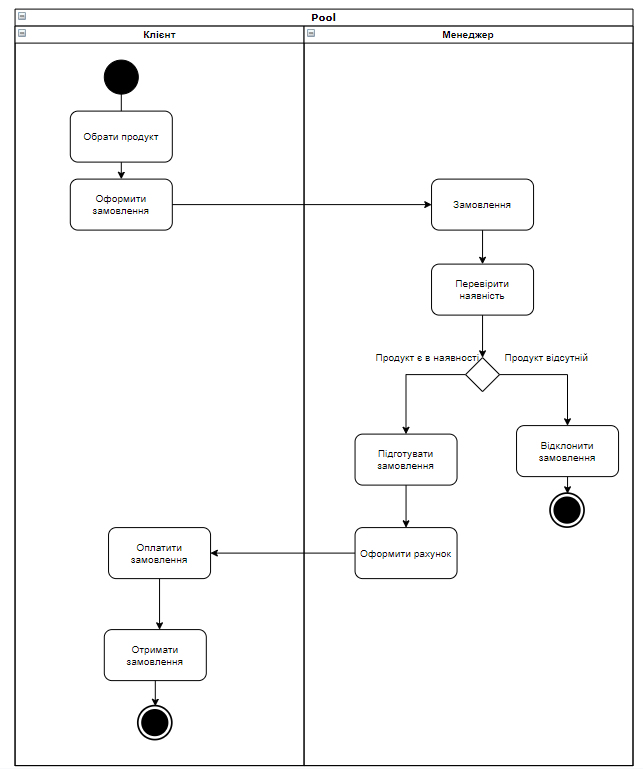 Pool
Клієнт
Менеджер
Обрати продукт
Оформити
замовлення
Замовлення
Перевірити
наявність
Продукт є в наявності
Продукт відсутній
Підготувати
замовлення
Відклонити
замовлення
Оплатити
замовлення
Оформити рахунок
Отримати
замовлення